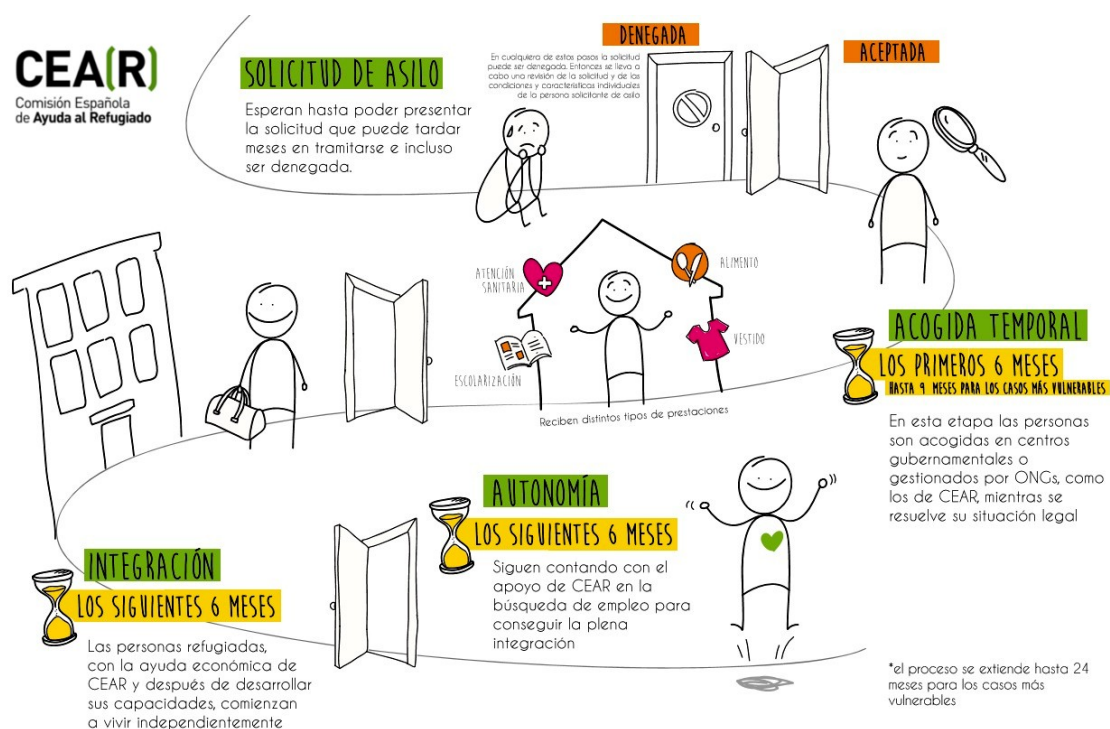 CEA(R)
Comisión Española
de Ayuda al Refugiado
SOLICITUD DE ASILO
Esperan hasta poder presentar
la solicitud que puede tardar
meses en tramitarse e incluso
ser denegada.
DENEGADA
En cualquiera de estos pasos la solicitud
puede ser denegada. Entonces se lleva a
cabo una revisión de la solicitud y de las
condiciones y características individuales
de la persona solicitante de asilo
ACEPTADA
ATENCIÓN
SANITARIA
ALIMENTO
VESTIDO
ESCOLARIZACIÓN
Reciben distintos tipos de prestaciones
ACOGIDA TEMPORAL
LOS PRIMEROS 6 MESES
HASTA 9 MESES PARA LOS CASOS MÁS VULNERABLES
En esta etapa las personas
son acogidas en centros
gubernamentales o
gestionados por ONGs, como
los de CEAR, mientras se
resuelve su situación legal
INTEGRACIÓN
LOS SIGUIENTES 6 MESES
Las personas refugiadas,
con la ayuda económica de
CEAR y después de desarrollar
sus capacidades, comienzan
a vivir independientemente
AUTONOMÍA
LOS SIGUIENTES 6 MESES
Siguen contando con el
apoyo de CEAR en la
búsqueda de empleo para
conseguir la plena
integración
*el proceso se extiende hasta 24
meses para los casos más
vulnerables